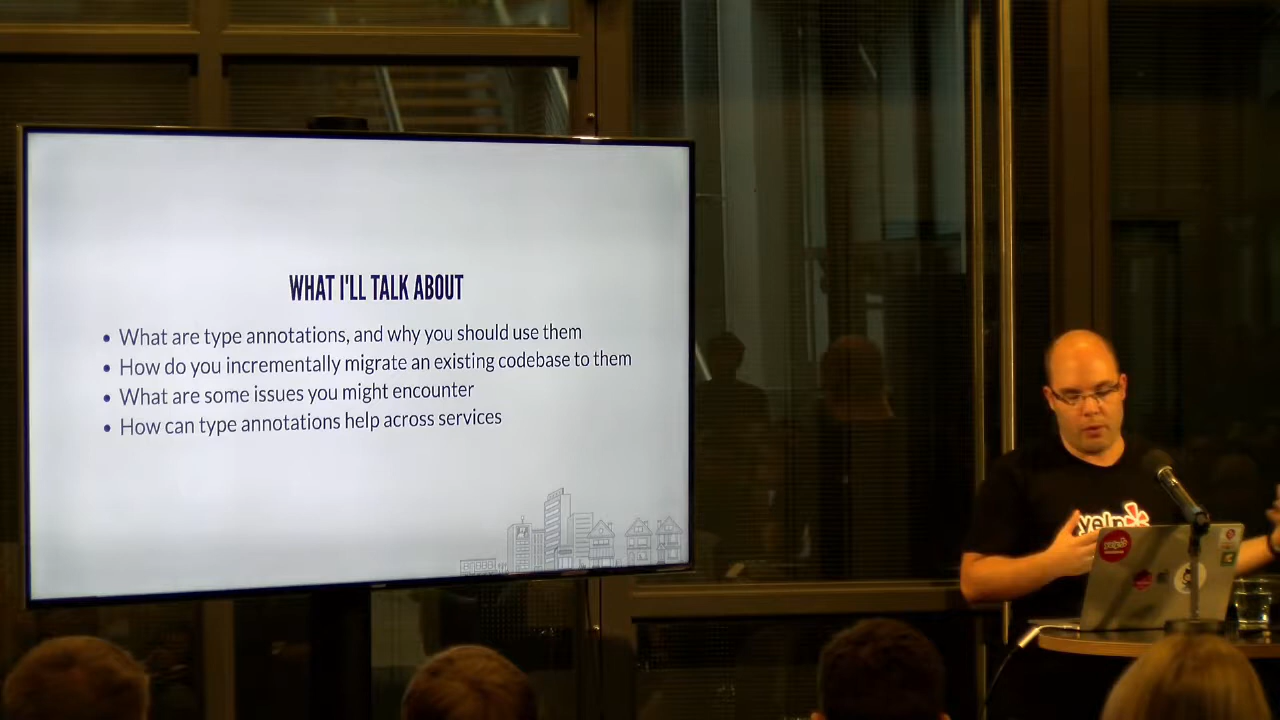 WHAT I'LL TALK ABOUT
• What are type annotations, and why you should use them
• How do you incrementally migrate an existing codebase to them
• What are some issues you might encounter
• How can type annotations help across services
yelp